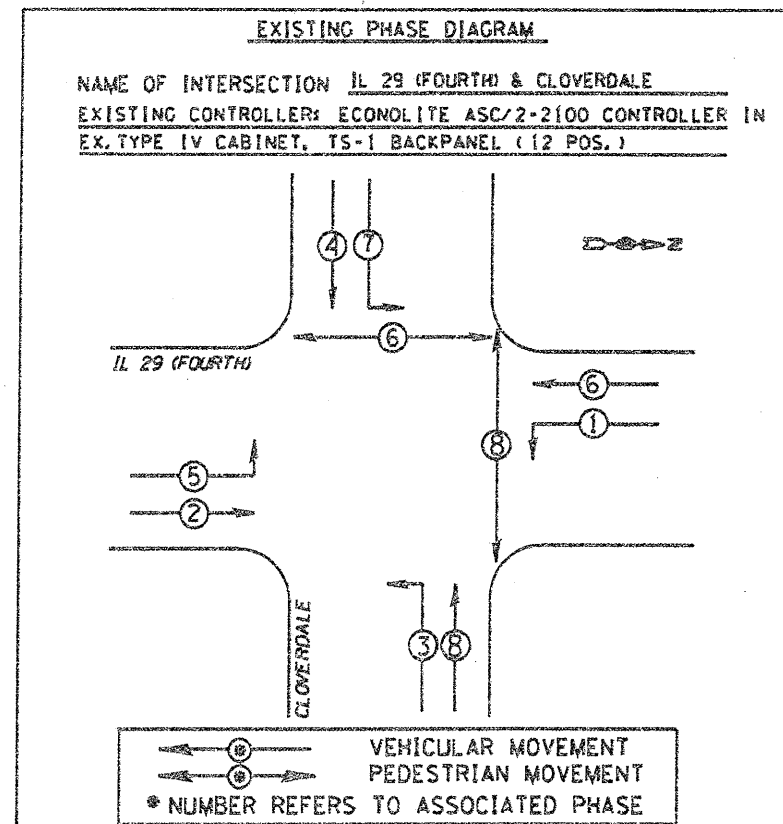 EXISTING PHASE DIAGRAM
NAME OF INTERSECTION IL 29 (FOURTH) & CLOVERDALE
EXISTING CONTROLLER: ECONOLITE ASC/2-2100 CONTROLLER IN
EX. TYPE IV CABINET, TS-1 BACKPANEL (12 POS.)
4 7
N
6
IL 29 (FOURTH)
6
1
8
5
2
CLOVERDALE
3 8
* VEHICULAR MOVEMENT
* PEDESTRIAN MOVEMENT
* NUMBER REFERS TO ASSOCIATED PHASE